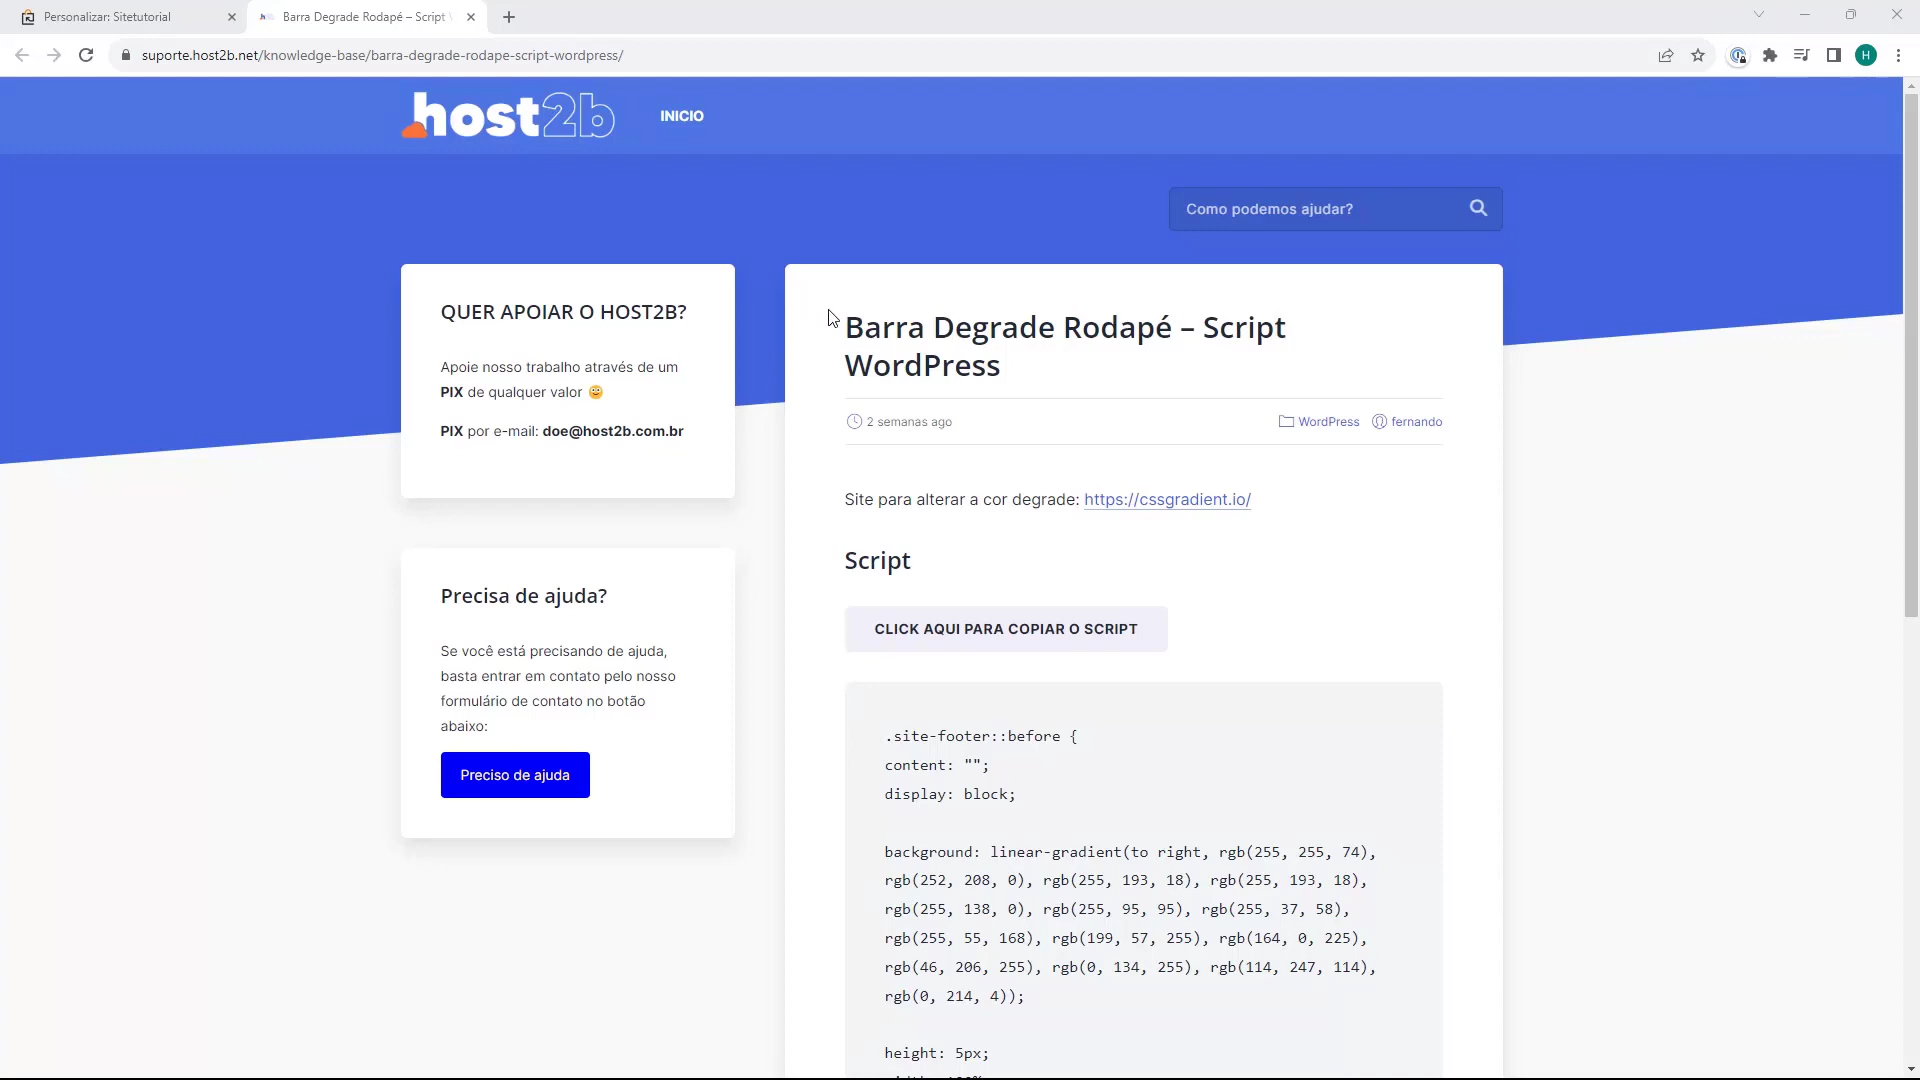 Personalizar: Sitetutorial
Barra Degrade Rodapé – Script
suporte.host2b.net/knowledge-base/barra-degrade-rodape-script-wordpress/
H
host2b
INICIO
Como podemos ajudar?
QUER APOIAR O HOST2B?
Apoie nosso trabalho através de um
PIX de qualquer valor
PIX por e-mail: doe@host2b.com.br
Precisa de ajuda?
Se você está precisando de ajuda,
basta entrar em contato pelo nosso
formulário de contato no botão
abaixo:
Preciso de ajuda
Barra Degrade Rodapé – Script
WordPress
2 semanas ago
WordPress
fernando
Site para alterar a cor degrade: https://cssgradient.io/
Script
CLICK AQUI PARA COPIAR O SCRIPT
.site-footer::before {
content: "";
display: block;
background: linear-gradient(to right, rgb(255, 255, 74),
rgb(252, 208, 0), rgb(255, 193, 18), rgb(255, 193, 18),
rgb(255, 138, 0), rgb(255, 95, 95), rgb(255, 37, 58),
rgb(255, 55, 168), rgb(199, 57, 255), rgb(164, 0, 225),
rgb(46, 206, 255), rgb(0, 134, 255), rgb(114, 247, 114),
rgb(0, 214, 4));
height: 5px;